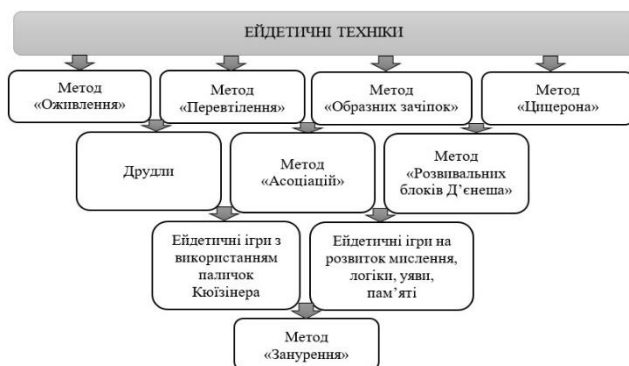 ЕЙДЕТИЧНІ ТЕХНІКИ
Метод
«Оживлення»
Метод
«Перевтілення»
Метод
«Образних зачіпок»
Метод
«Цицерона»
Друдли
Метод
«Асоціацій»
Метод
«Розвивальних
блоків Д’єнеша»
Ейдетичні ігри з
використанням
паличок
Кюїзінера
Ейдетичні ігри на
розвиток мислення,
логіки, уяви,
пам’яті
Метод
«Занурення»